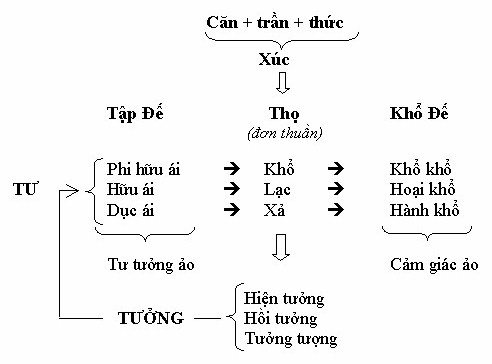 Căn + trần + thức
Xúc
Tập Đế Thọ Khổ Đế
(đơn thuần)
Phi hữu ái ➔ Khổ ➔ Khổ khổ
TƯ Hữu ái ➔ Lạc ➔ Hoại khổ
Dục ái ➔ Xả ➔ Hành khổ
Tư tưởng ảo Cảm giác ảo
Hiện tưởng
TƯỞNG Hồi tưởng
Tưởng tượng